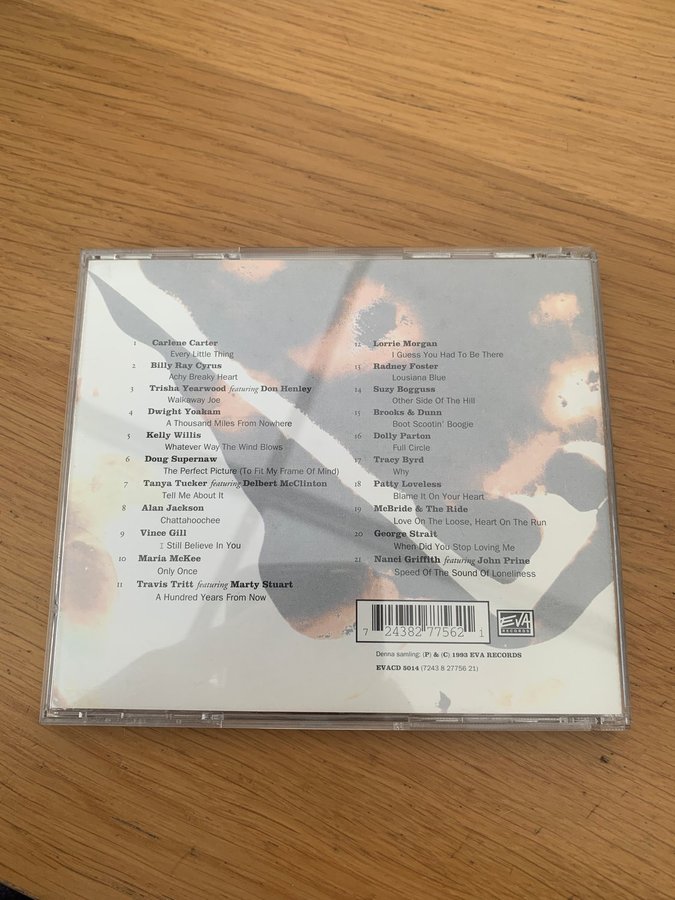 1 Carlene Carter
Every Little Thing
2 Billy Ray Cyrus
Achy Breaky Heart
3 Trisha Yearwood featuring Don Henley
Walkaway Joe
4 Dwight Yoakam
A Thousand Miles From Nowhere
5 Kelly Willis
Whatever Way The Wind Blows
6 Doug Supernaw
The Perfect Picture (To Fit My Frame Of Mind)
7 Tanya Tucker featuring Delbert McClinton
Tell Me About It
8 Alan Jackson
Chattahoochee
9 Vince Gill
I Still Believe In You
10 Maria McKee
Only Once
11 Travis Tritt featuring Marty Stuart
A Hundred Years From Now
12 Lorrie Morgan
I Guess You Had To Be There
13 Radney Foster
Lousiana Blue
14 Suzy Bogguss
Other Side Of The Hill
15 Brooks & Dunn
Boot Scootin' Boogie
16 Dolly Parton
Full Circle
17 Tracy Byrd
Why
18 Patty Loveless
Blame It On Your Heart
19 McBride & The Ride
Love On The Loose, Heart On The Run
20 George Strait
When Did You Stop Loving Me
21 Nanci Griffith featuring John Prine
Speed Of The Sound Of Loneliness
7 24382 77562 1
EVA
RECORDS
Denna samling: (P) & (C) 1993 EVA RECORDS
EVACD 5014 (7243 8 27756 21)